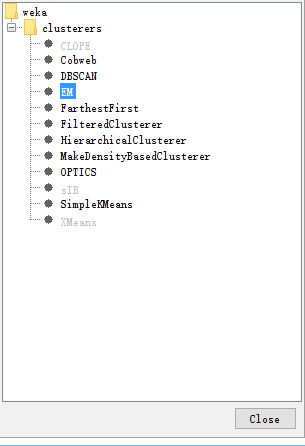 weka
clusterers
CLOPE
Cobweb
DBSCAN
EM
FarthestFirst
FilteredClusterer
HierarchicalClusterer
MakeDensityBasedClusterer
OPTICS
sIB
SimpleKMeans
XMeans
Close